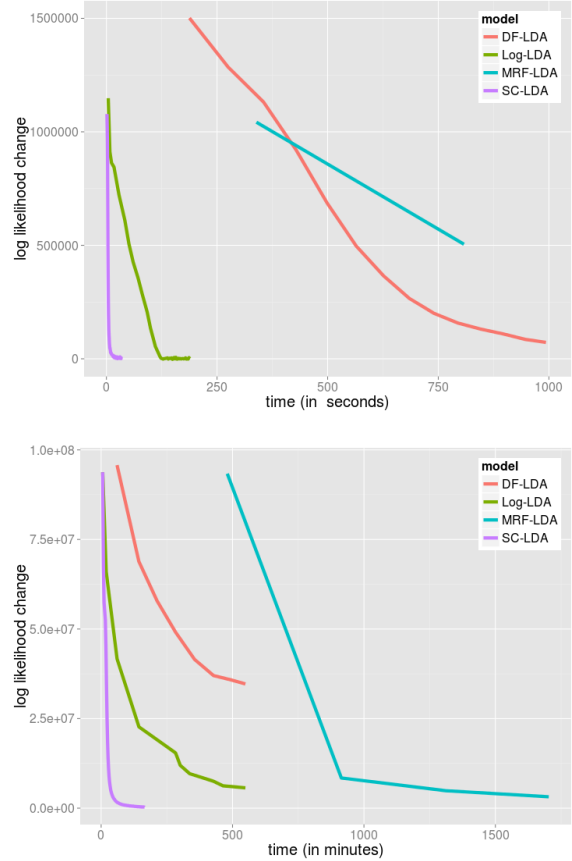 1500000
1000000
500000
0
log likelihood change
model
DF-LDA
Log-LDA
MRF-LDA
SC-LDA
0
250
500
750
1000
time (in seconds)
1.0e+08
7.5e+07
5.0e+07
2.5e+07
0.0e+00
log likelihood change
model
DF-LDA
Log-LDA
MRF-LDA
SC-LDA
0
500
1000
1500
time (in minutes)